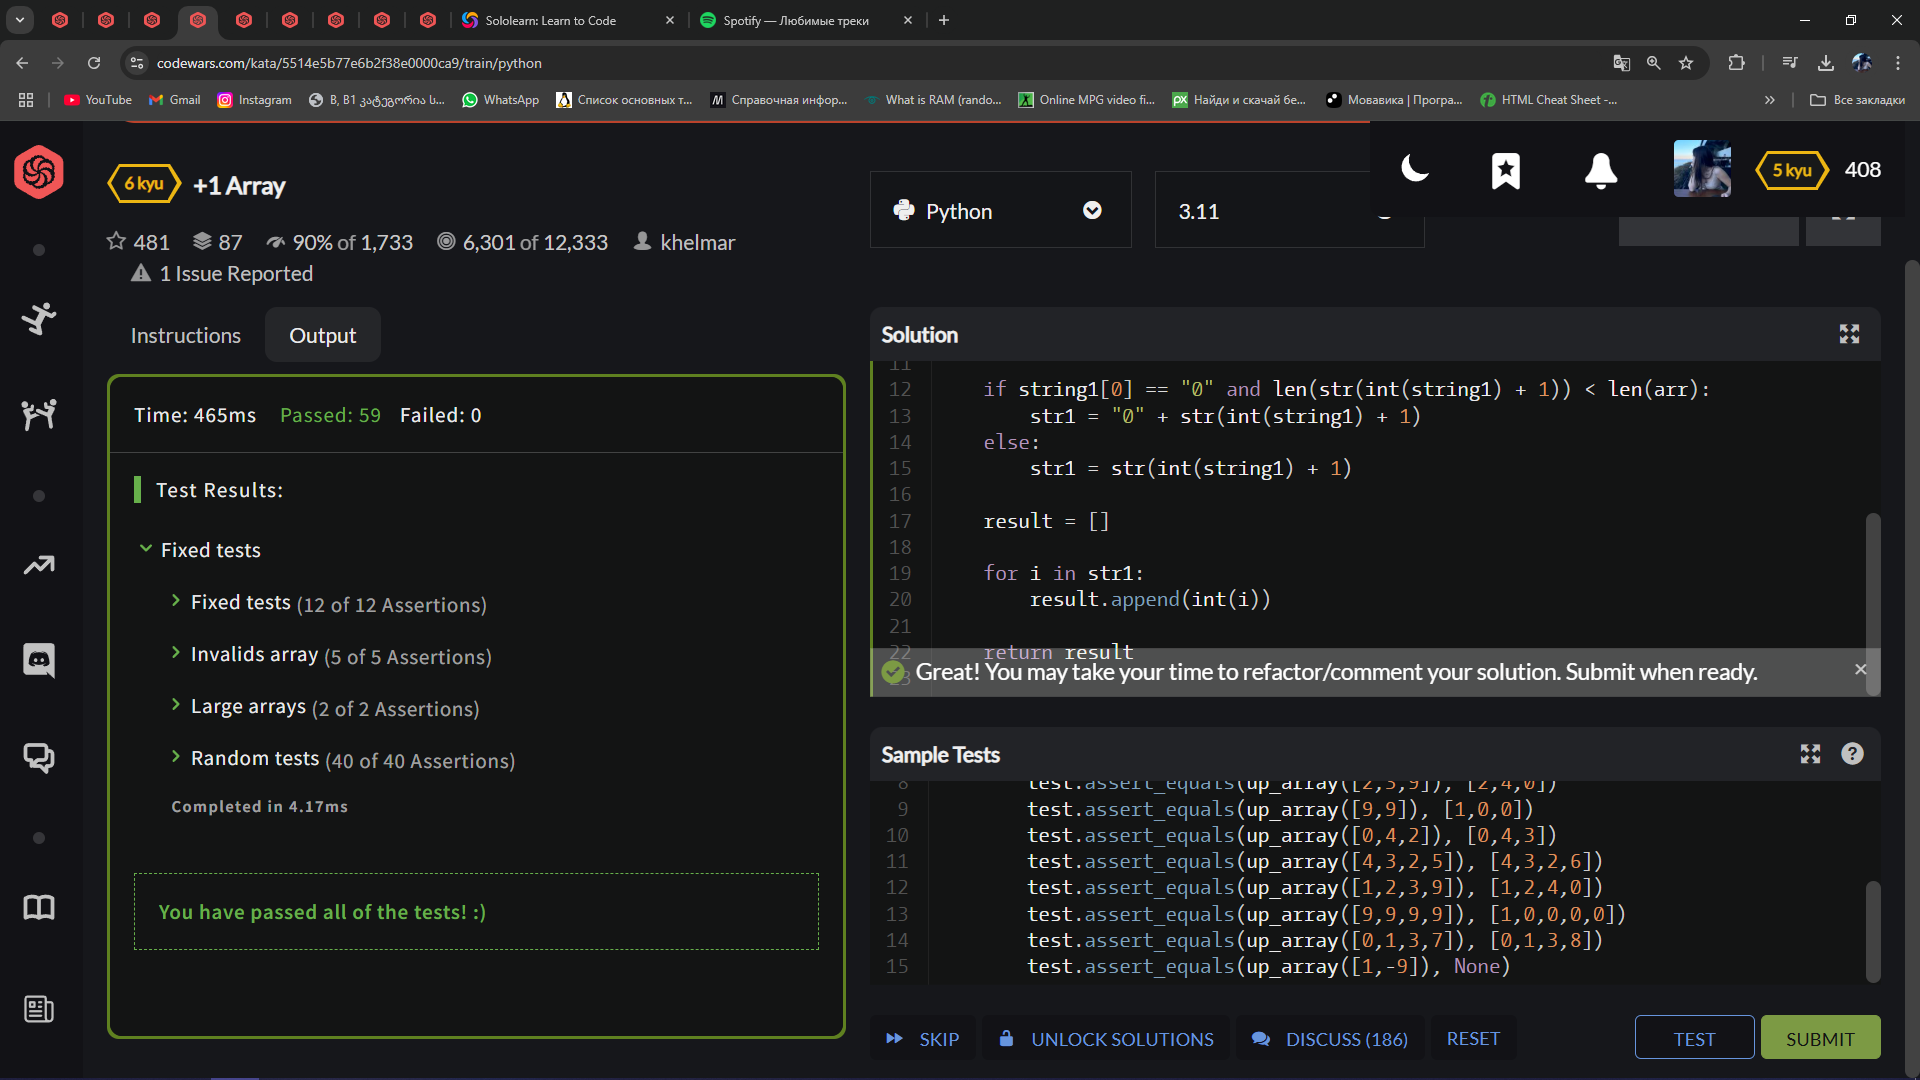 Sololearn: Learn to Code
Spotify — Любимые треки
codewars.com/kata/5514e5b77e6b2f38e0000ca9/train/python
YouTube
Gmail
Instagram
B, B1 კატეგორია ს...
WhatsApp
Список основных т...
Справочная инфор...
What is RAM (rando...
Online MPG video fi...
Найди и скачай бе...
Мовавика | Програ...
HTML Cheat Sheet -...
Все закладки
6 kyu
+1 Array
Python
3.11
5 kyu
408
481
87
90% of 1,733
6,301 of 12,333
khelmar
1 Issue Reported
Instructions
Output
Time: 465ms Passed: 59 Failed: 0
Test Results:
Fixed tests
Fixed tests (12 of 12 Assertions)
Invalids array (5 of 5 Assertions)
Large arrays (2 of 2 Assertions)
Random tests (40 of 40 Assertions)
Completed in 4.17ms
You have passed all of the tests! :)
Solution
11
12 if string1[0] == "0" and len(str(int(string1) + 1)) < len(arr):
13 str1 = "0" + str(int(string1) + 1)
14 else:
15 str1 = str(int(string1) + 1)
16
17 result = []
18
19 for i in str1:
20 result.append(int(i))
21
22 return result
23
Great! You may take your time to refactor/comment your solution. Submit when ready.
Sample Tests
8 test.assert_equals(up_array([2,3,9]), [2,4,0])
9 test.assert_equals(up_array([9,9]), [1,0,0])
10 test.assert_equals(up_array([0,4,2]), [0,4,3])
11 test.assert_equals(up_array([4,3,2,5]), [4,3,2,6])
12 test.assert_equals(up_array([1,2,3,9]), [1,2,4,0])
13 test.assert_equals(up_array([9,9,9,9]), [1,0,0,0,0])
14 test.assert_equals(up_array([0,1,3,7]), [0,1,3,8])
15 test.assert_equals(up_array([1,-9]), None)
SKIP
UNLOCK SOLUTIONS
DISCUSS (186)
RESET
TEST
SUBMIT